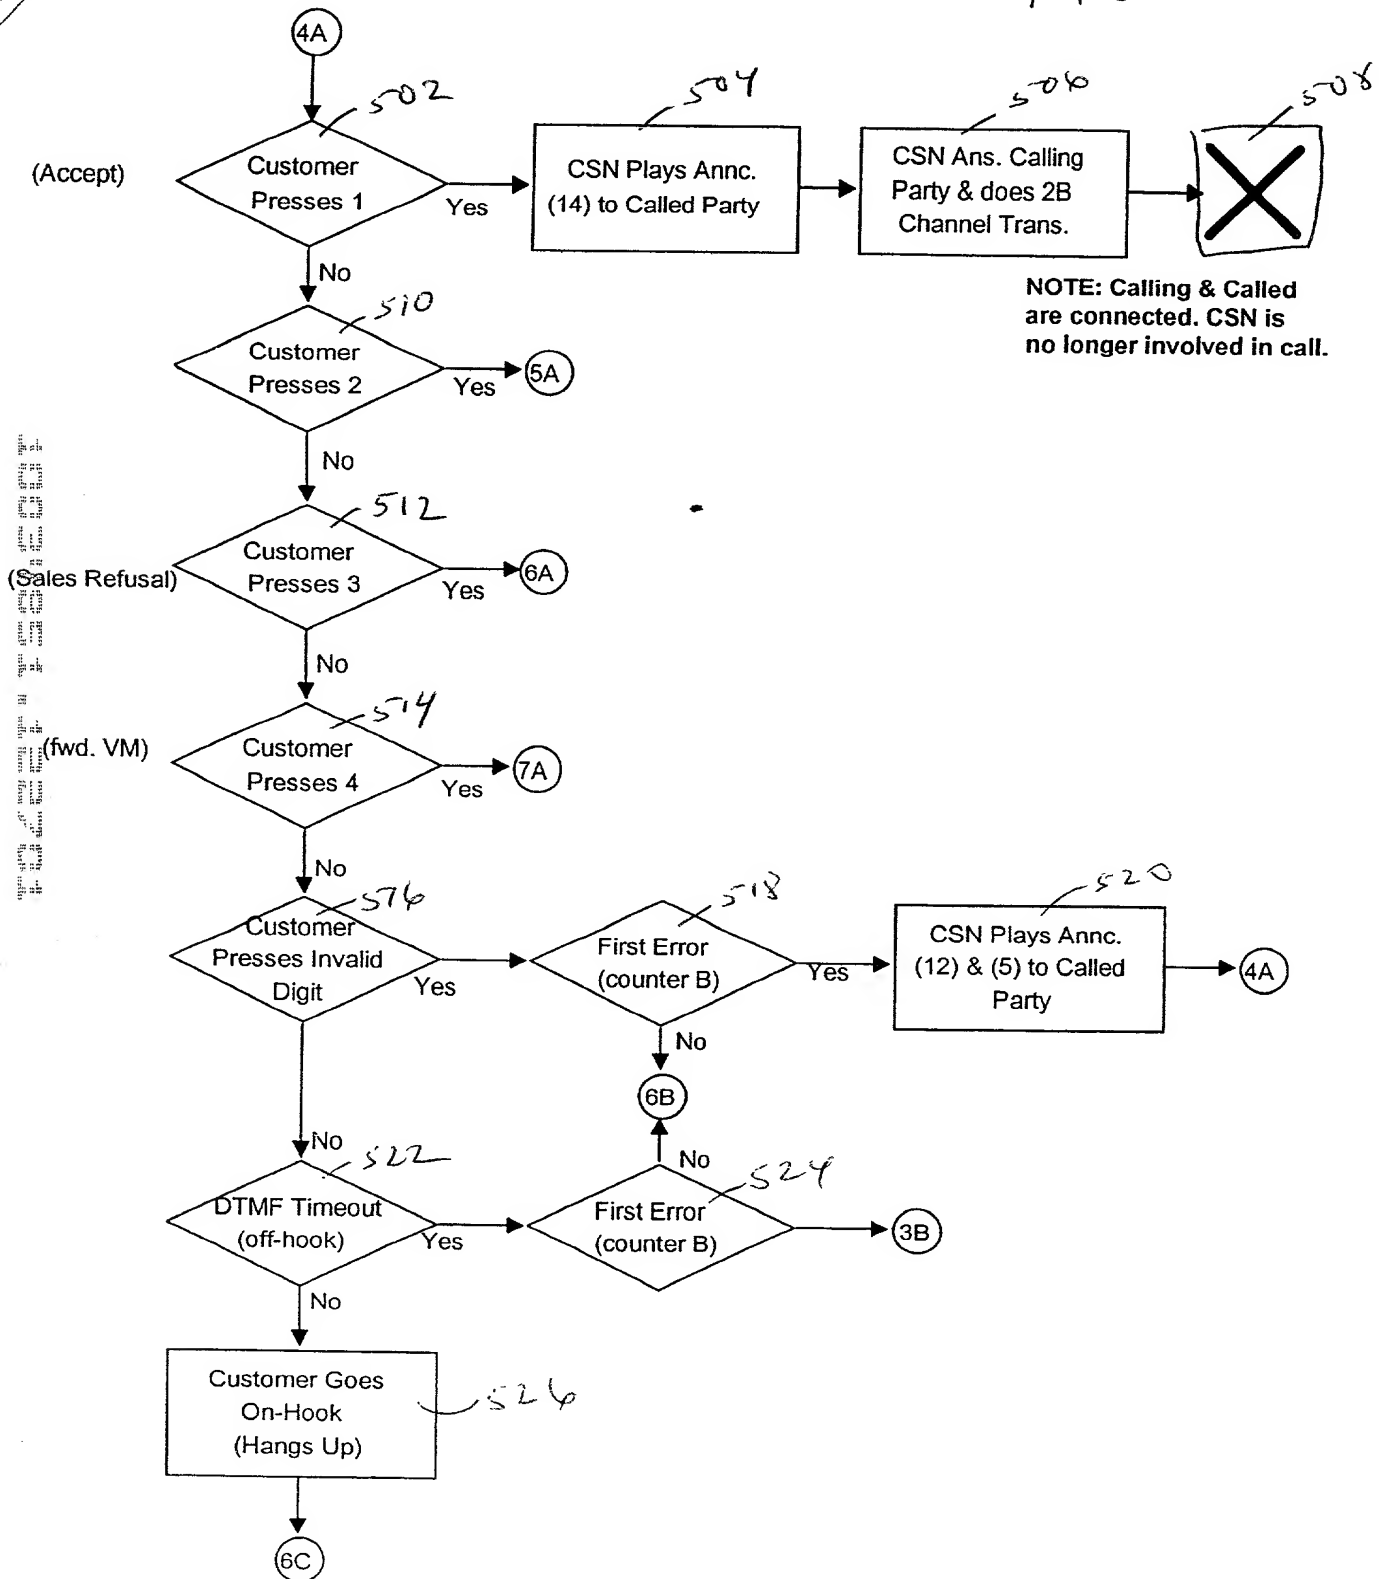 4A
502
504
506
508
(Accept)
Customer
Presses 1
Yes
CSN Plays Annc.
(14) to Called Party
CSN Ans. Calling
Party & does 2B
Channel Trans.
No
NOTE: Calling & Called
are connected. CSN is
no longer involved in call.
510
Customer
Presses 2
Yes
5A
No
512
(Sales Refusal)
Customer
Presses 3
Yes
6A
No
514
(fwd. VM)
Customer
Presses 4
Yes
7A
No
516
Customer
Presses Invalid
Digit
Yes
518
First Error
(counter B)
Yes
520
CSN Plays Annc.
(12) & (5) to Called
Party
4A
No
6B
No
No
522
DTMF Timeout
(off-hook)
Yes
524
First Error
(counter B)
3B
No
Customer Goes
On-Hook
(Hangs Up)
526
6C